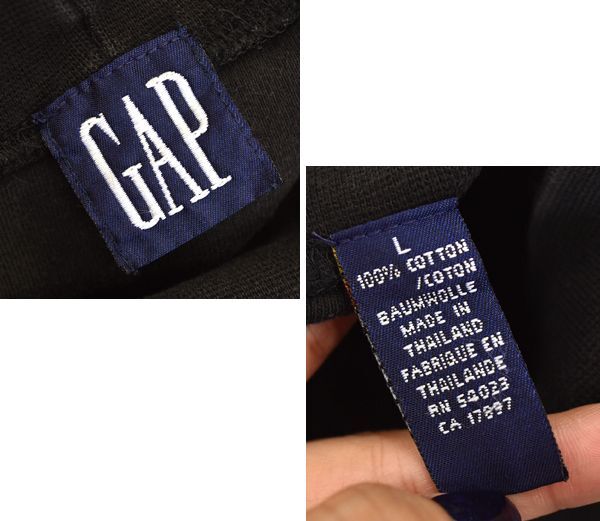 GAP
L
100% COTTON
/COTON
BAUMWOLLE
MADE IN
THAILAND
FABRIQUE EN
THAILANDE
RN 54023
CA 17897